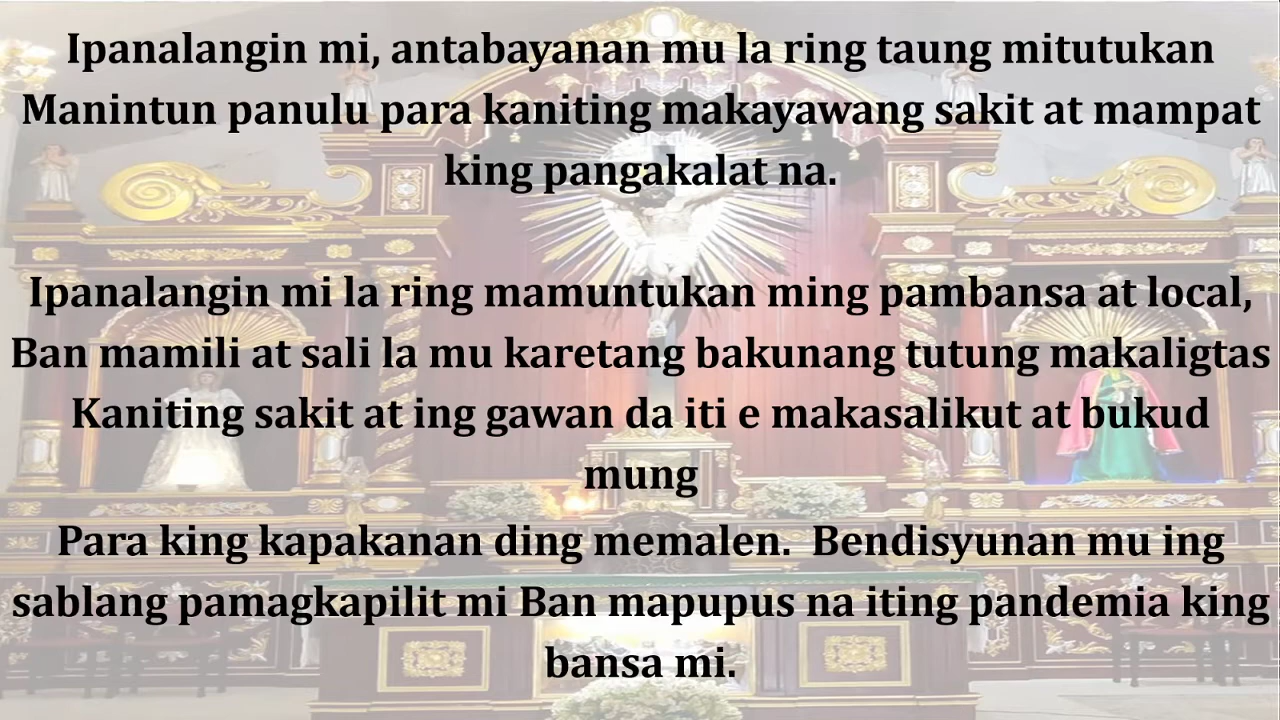 Ipanalangin mi, antabayanan mu la ring taung mitutukan
Manintun panulu para kaniting makayawang sakit at mampat
king pangakalat na.
Ipanalangin mi la ring mamuntukan ming pambansa at local,
Ban mamili at sali la mu karetang bakunang tutung makaligtas
Kaniting sakit at ing gawan da iti e makasalikut at bukud
mung
Para king kapakanan ding memalen.  Bendisyunan mu ing
sablang pamagkapilit mi Ban mapupus na iting pandemia king
bansa mi.